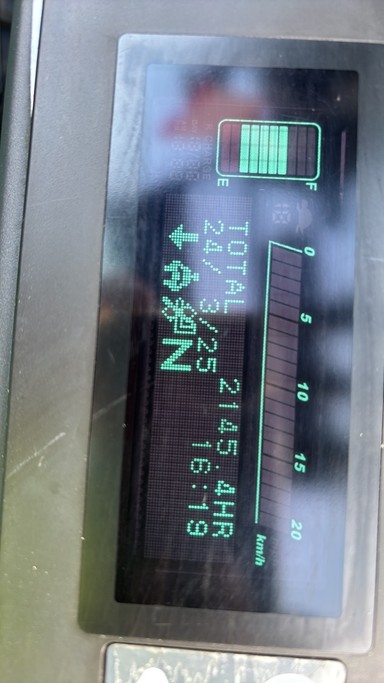 E F
0 5 10 15 20
km/h
TOTAL 2145.4HR
24/ 3/25 16:19
N